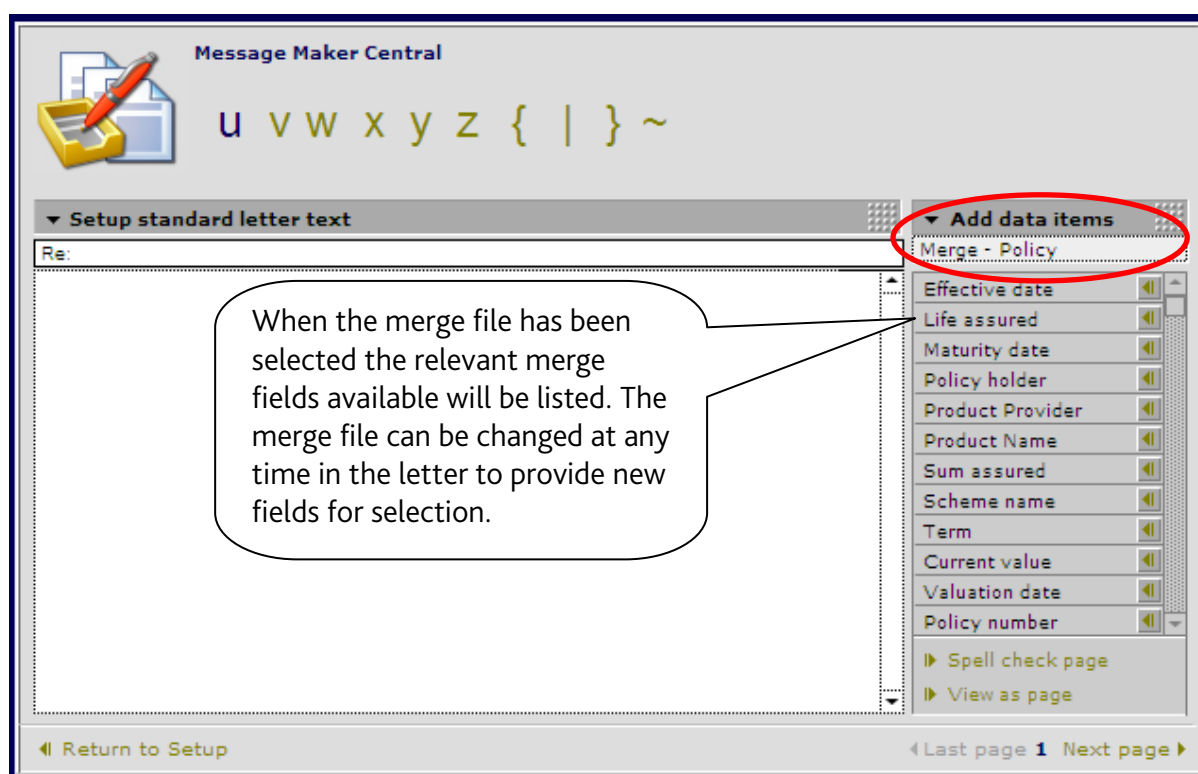 Message Maker Central
u v w x y z { | } ~
Setup standard letter text
Re:
When the merge file has been
selected the relevant merge
fields available will be listed. The
merge file can be changed at any
time in the letter to provide new
fields for selection.
Add data items
Merge - Policy
Effective date
Life assured
Maturity date
Policy holder
Product Provider
Product Name
Sum assured
Scheme name
Term
Current value
Valuation date
Policy number
Spell check page
View as page
Return to Setup
Last page 1 Next page